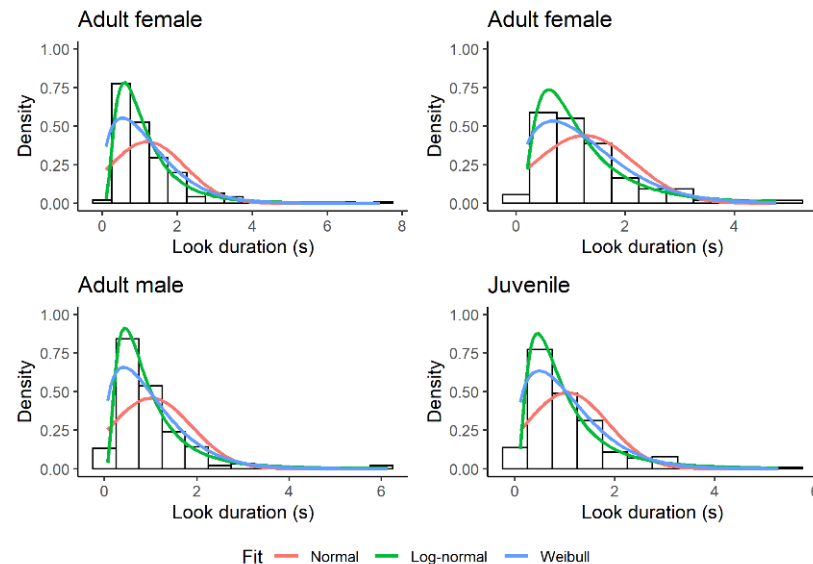 Adult female
Adult female
1.00
0.75
0.50
0.25
0.00
Density
0 2 4 6 8
Look duration (s)
1.00
0.75
0.50
0.25
0.00
Density
0 2 4
Look duration (s)
Adult male
Juvenile
1.00
0.75
0.50
0.25
0.00
Density
0 2 4 6
Look duration (s)
1.00
0.75
0.50
0.25
0.00
Density
0 2 4 6
Look duration (s)
Fit Normal Log-normal Weibull